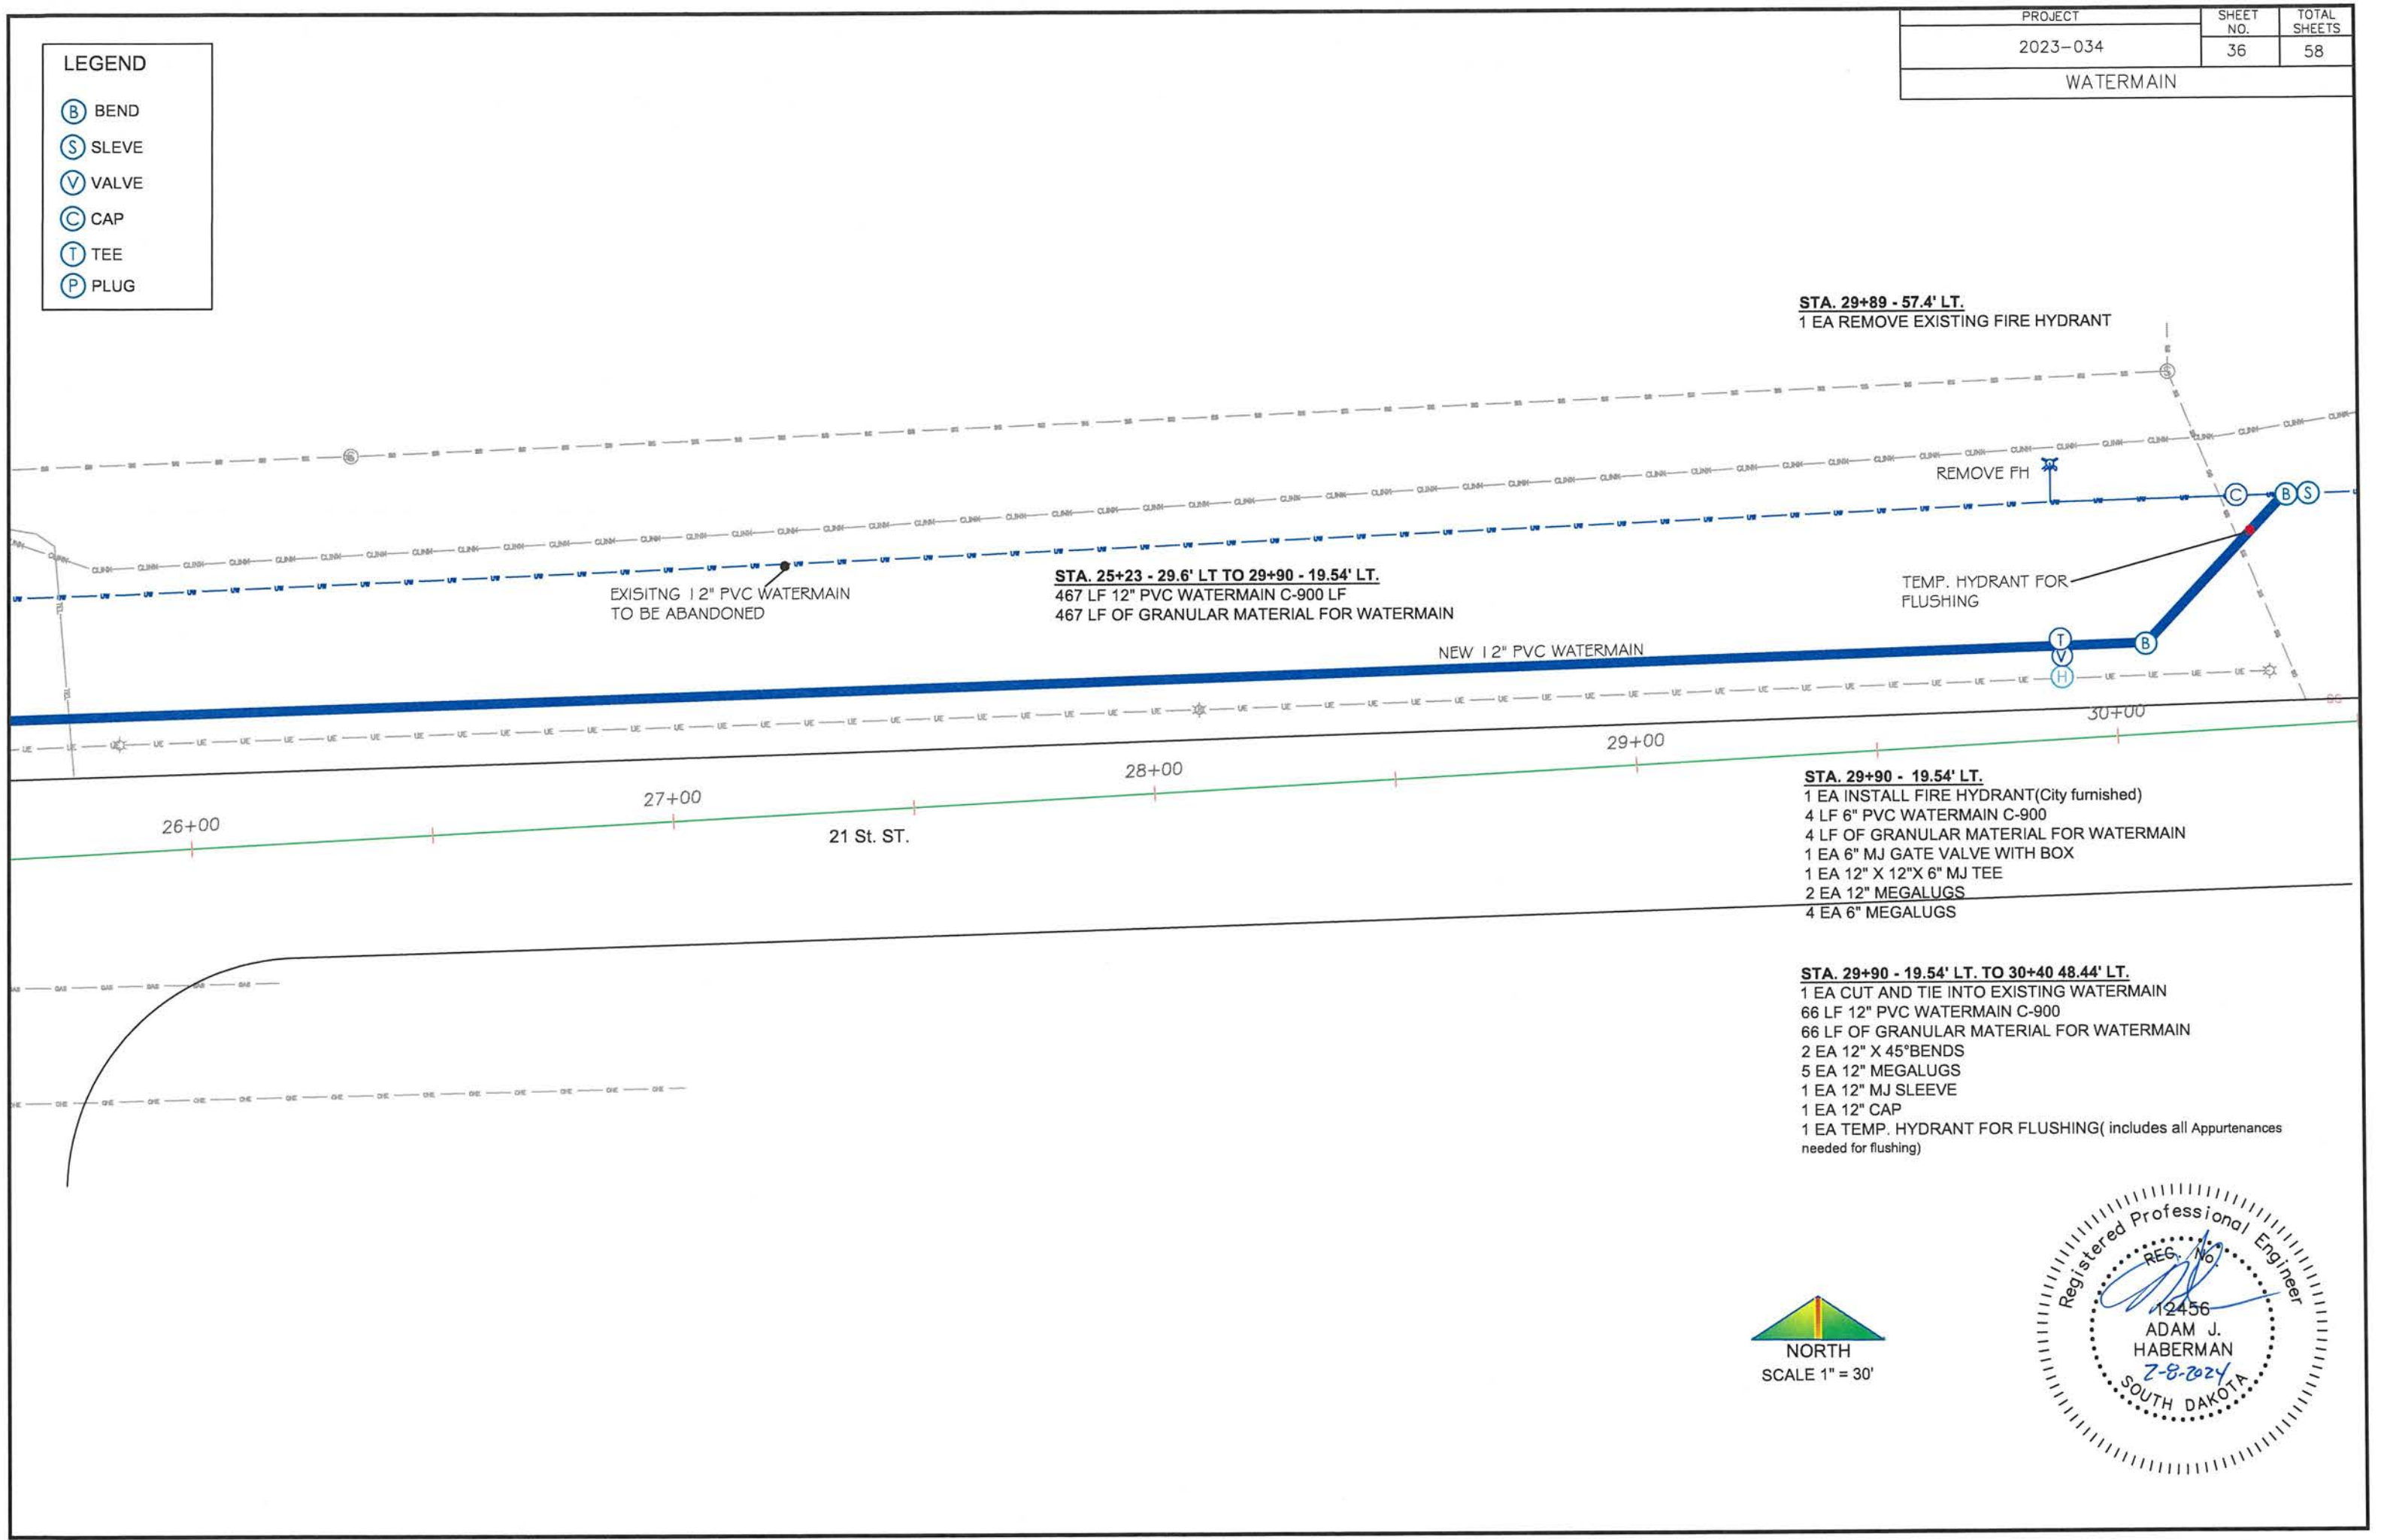 PROJECT
SHEET NO.
TOTAL SHEETS
2023-034
36
58
WATERMAIN
LEGEND
B BEND
S SLEVE
V VALVE
C CAP
T TEE
P PLUG
STA. 29+89 - 57.4' LT.
1 EA REMOVE EXISTING FIRE HYDRANT
REMOVE FH
C
B
S
EXISITNG 12" PVC WATERMAIN
TO BE ABANDONED
STA. 25+23 - 29.6' LT TO 29+90 - 19.54' LT.
467 LF 12" PVC WATERMAIN C-900 LF
467 LF OF GRANULAR MATERIAL FOR WATERMAIN
TEMP. HYDRANT FOR
FLUSHING
NEW 12" PVC WATERMAIN
T
V
H
B
26+00
27+00
28+00
29+00
30+00
21 St. ST.
STA. 29+90 - 19.54' LT.
1 EA INSTALL FIRE HYDRANT(City furnished)
4 LF 6" PVC WATERMAIN C-900
4 LF OF GRANULAR MATERIAL FOR WATERMAIN
1 EA 6" MJ GATE VALVE WITH BOX
1 EA 12" X 12"X 6" MJ TEE
2 EA 12" MEGALUGS
4 EA 6" MEGALUGS
STA. 29+90 - 19.54' LT. TO 30+40 48.44' LT.
1 EA CUT AND TIE INTO EXISTING WATERMAIN
66 LF 12" PVC WATERMAIN C-900
66 LF OF GRANULAR MATERIAL FOR WATERMAIN
2 EA 12" X 45°BENDS
5 EA 12" MEGALUGS
1 EA 12" MJ SLEEVE
1 EA 12" CAP
1 EA TEMP. HYDRANT FOR FLUSHING( includes all Appurtenances
needed for flushing)
NORTH
SCALE 1" = 30'
Registered Professional Engineer
REG. No.
12456
ADAM J.
HABERMAN
2-8-2024
SOUTH DAKOTA